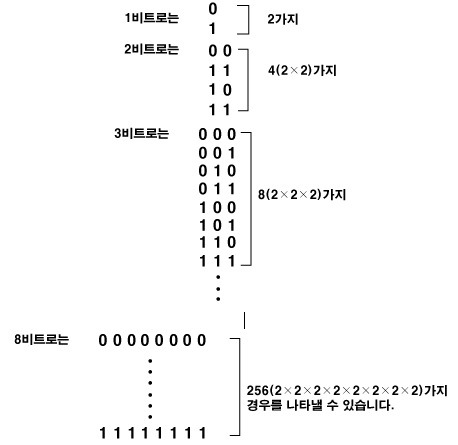 1비트로는 0 2가지
1
2비트로는 0 0
1 1 4(2×2)가지
1 0
1 1
3비트로는 0 0 0
0 0 1
0 1 0
0 1 1 8(2×2×2)가지
1 0 0
1 0 1
1 1 0
1 1 1
8비트로는 0 0 0 0 0 0 0 0
256(2×2×2×2×2×2×2×2)가지
경우를 나타낼 수 있습니다.
1 1 1 1 1 1 1 1